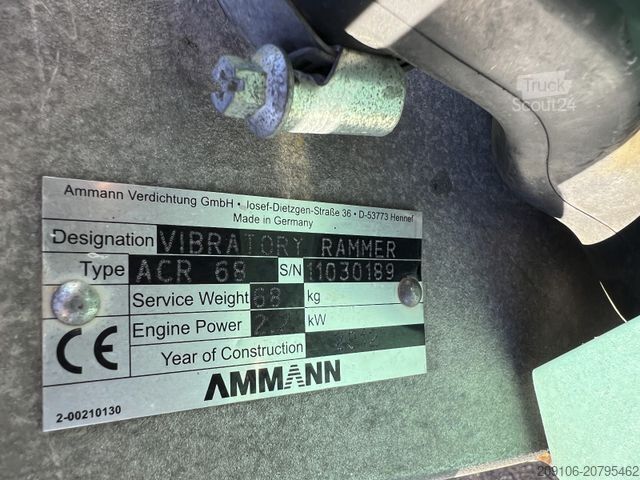 Truck
Scout24
Ammann Verdichtung GmbH • Josef-Dietzgen-Straße 36 • D-53773 Hennef
Made in Germany
Designation VIBRATORY RAMMER
Type ACR 68 S/N 11030189
Service Weight 68 kg
Engine Power kW
Year of Construction
CE
AMMANN
2-00210130
209106-20795462